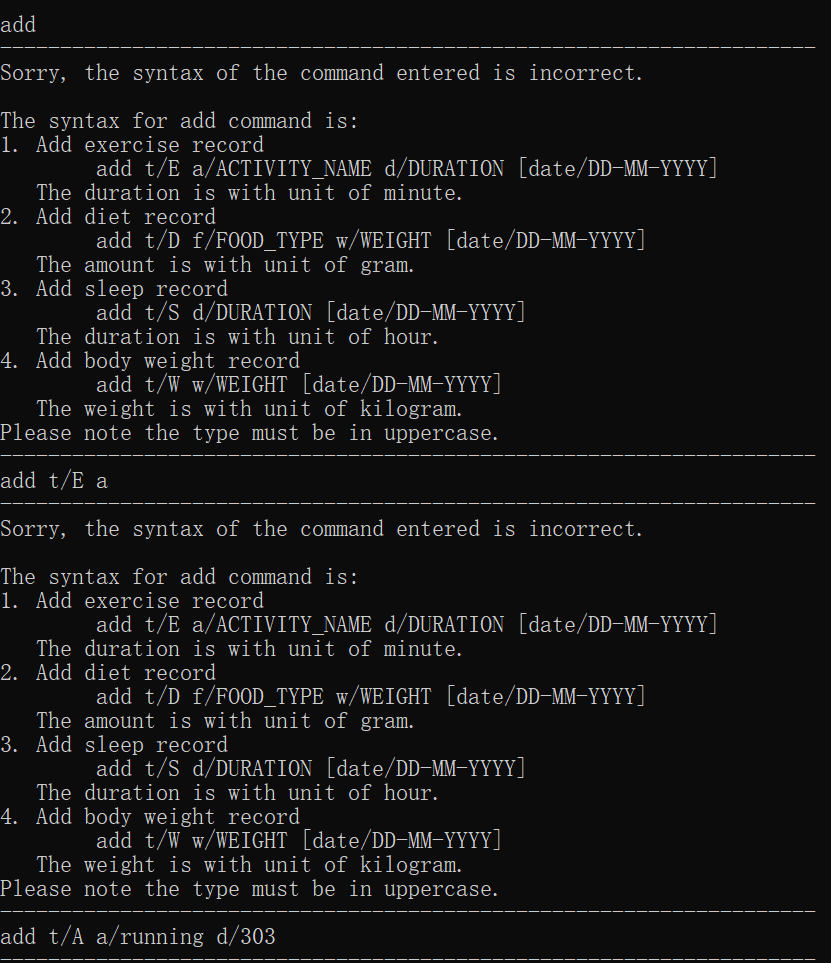 add
--------------------------------------------------------------------
Sorry, the syntax of the command entered is incorrect.
The syntax for add command is:
1. Add exercise record
add t/E a/ACTIVITY_NAME d/DURATION [date/DD-MM-YYYY]
The duration is with unit of minute.
2. Add diet record
add t/D f/FOOD_TYPE w/WEIGHT [date/DD-MM-YYYY]
The amount is with unit of gram.
3. Add sleep record
add t/S d/DURATION [date/DD-MM-YYYY]
The duration is with unit of hour.
4. Add body weight record
add t/W w/WEIGHT [date/DD-MM-YYYY]
The weight is with unit of kilogram.
Please note the type must be in uppercase.
--------------------------------------------------------------------
add t/E a
--------------------------------------------------------------------
Sorry, the syntax of the command entered is incorrect.
The syntax for add command is:
1. Add exercise record
add t/E a/ACTIVITY_NAME d/DURATION [date/DD-MM-YYYY]
The duration is with unit of minute.
2. Add diet record
add t/D f/FOOD_TYPE w/WEIGHT [date/DD-MM-YYYY]
The amount is with unit of gram.
3. Add sleep record
add t/S d/DURATION [date/DD-MM-YYYY]
The duration is with unit of hour.
4. Add body weight record
add t/W w/WEIGHT [date/DD-MM-YYYY]
The weight is with unit of kilogram.
Please note the type must be in uppercase.
--------------------------------------------------------------------
add t/A a/running d/303
--------------------------------------------------------------------